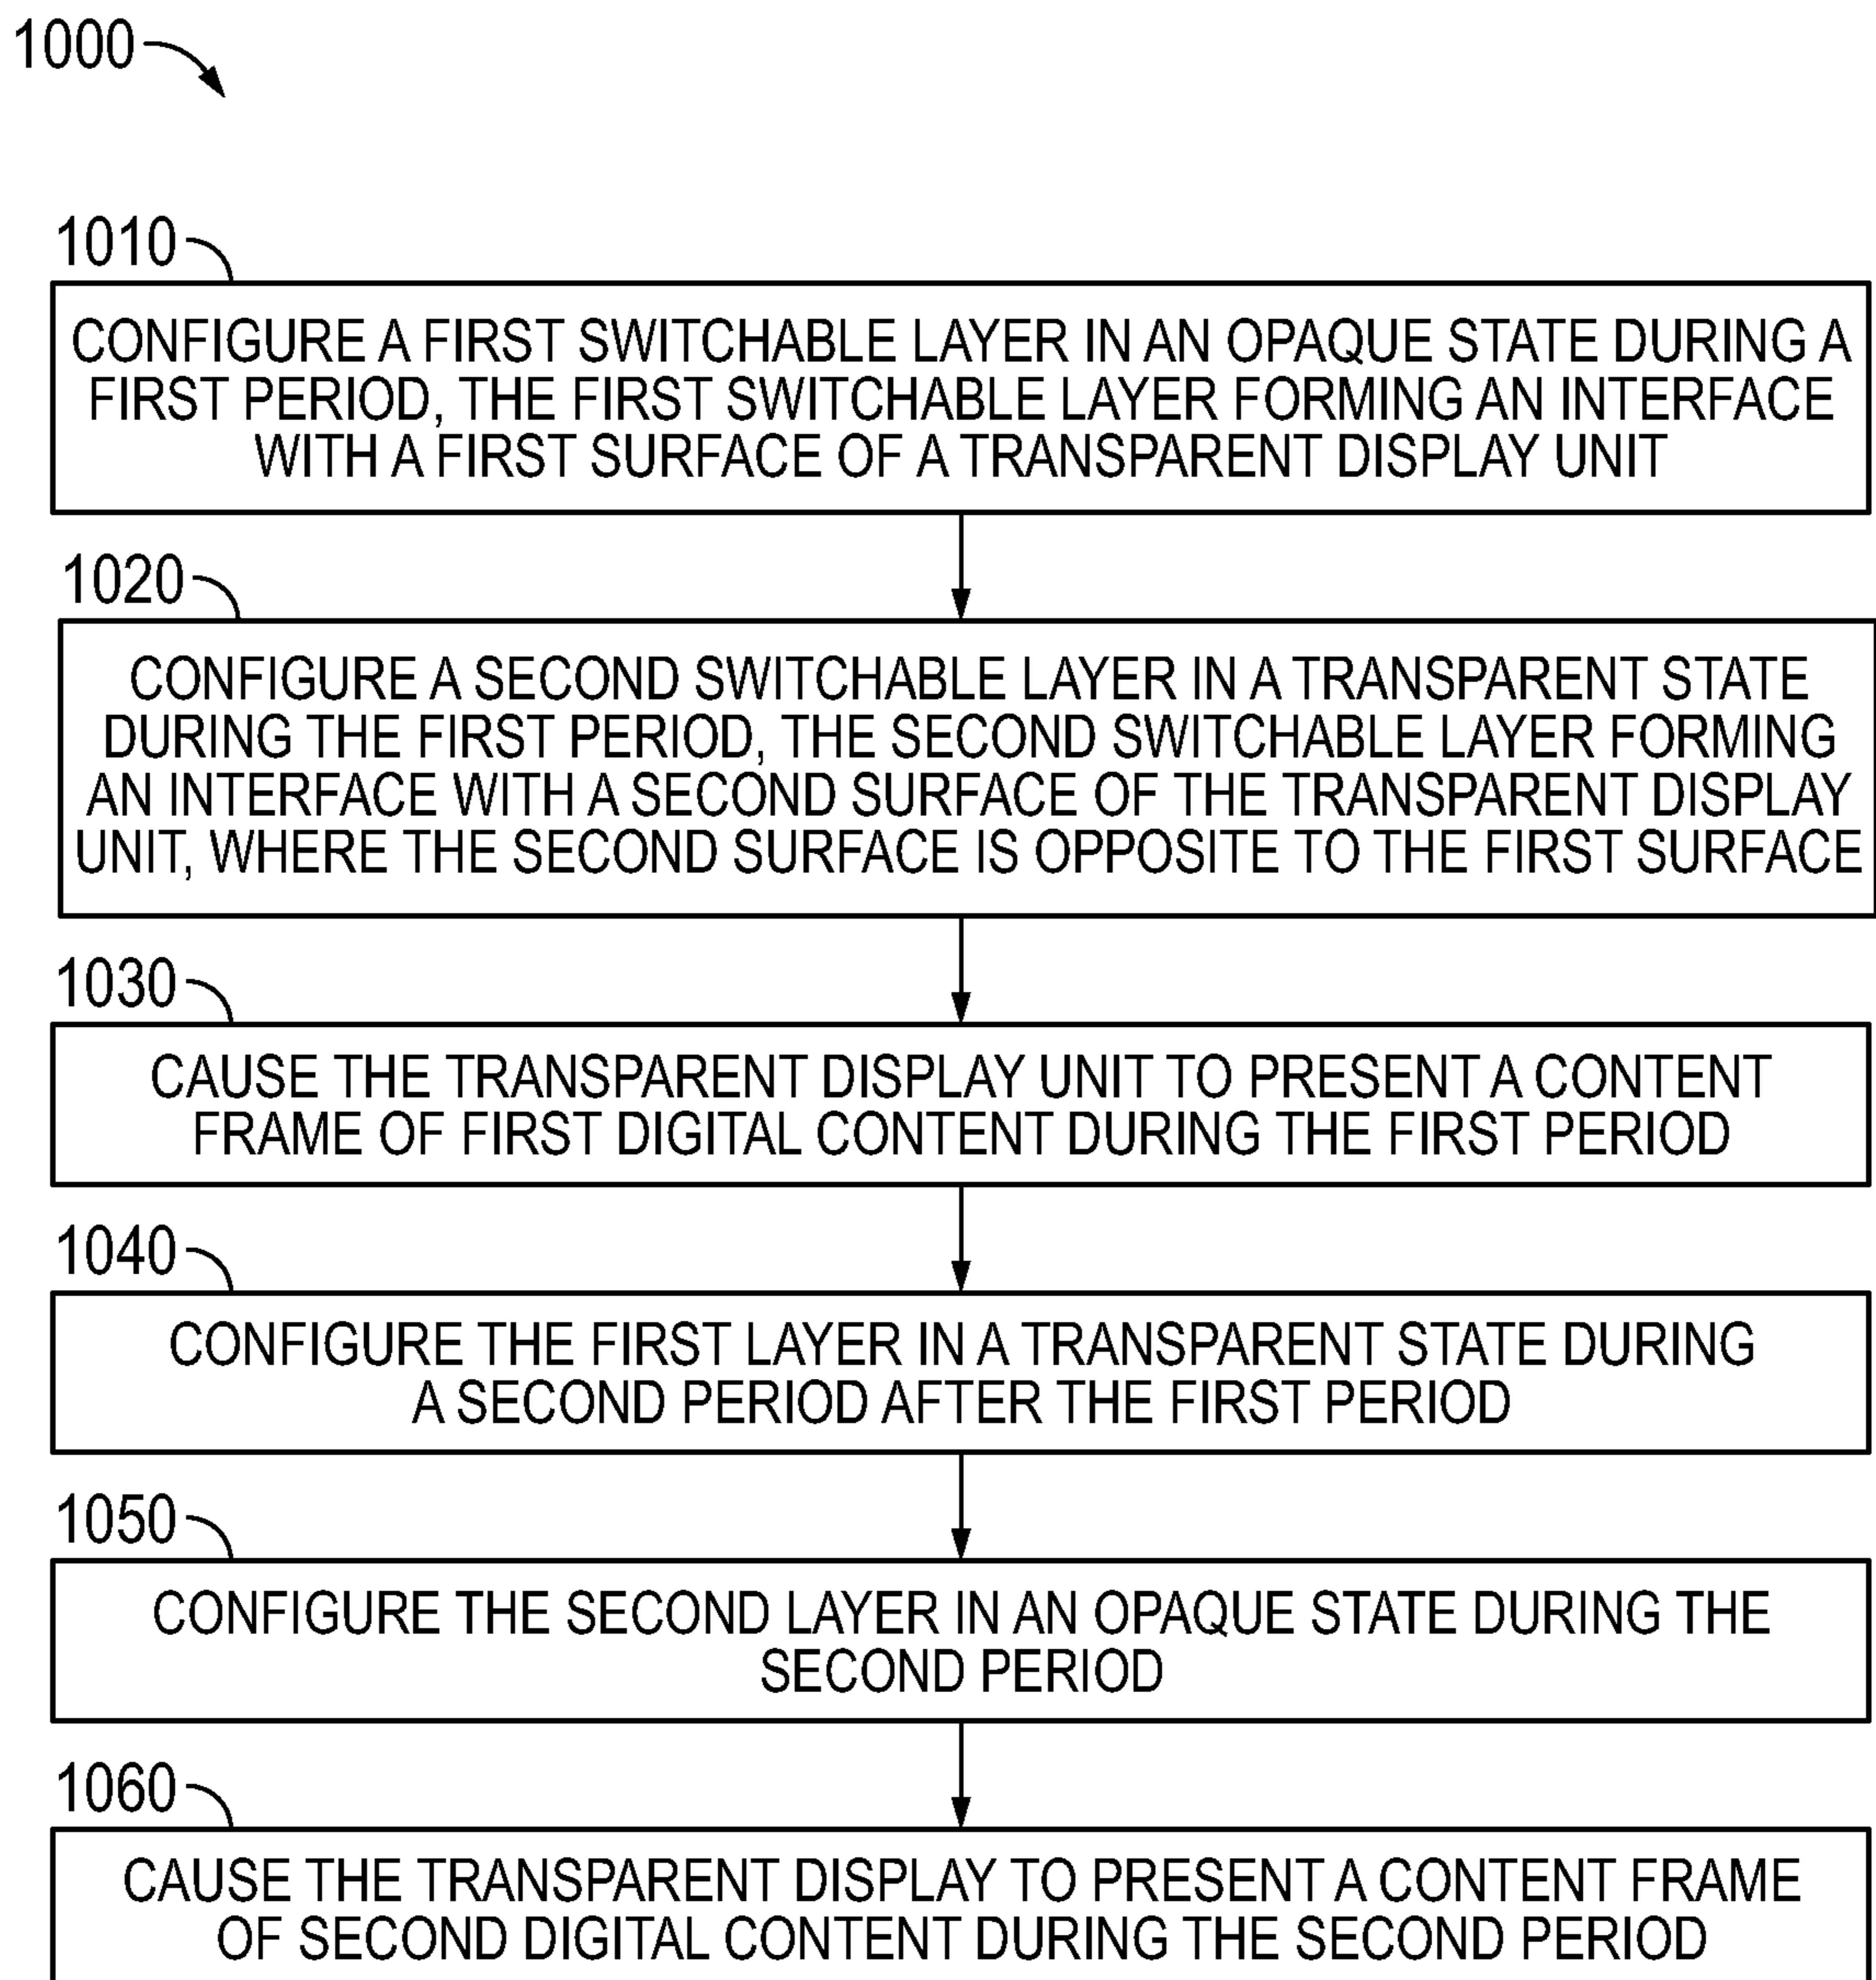 1000
1010
CONFIGURE A FIRST SWITCHABLE LAYER IN AN OPAQUE STATE DURING A
FIRST PERIOD, THE FIRST SWITCHABLE LAYER FORMING AN INTERFACE
WITH A FIRST SURFACE OF A TRANSPARENT DISPLAY UNIT
1020
CONFIGURE A SECOND SWITCHABLE LAYER IN A TRANSPARENT STATE
DURING THE FIRST PERIOD, THE SECOND SWITCHABLE LAYER FORMING
AN INTERFACE WITH A SECOND SURFACE OF THE TRANSPARENT DISPLAY
UNIT, WHERE THE SECOND SURFACE IS OPPOSITE TO THE FIRST SURFACE
1030
CAUSE THE TRANSPARENT DISPLAY UNIT TO PRESENT A CONTENT
FRAME OF FIRST DIGITAL CONTENT DURING THE FIRST PERIOD
1040
CONFIGURE THE FIRST LAYER IN A TRANSPARENT STATE DURING
A SECOND PERIOD AFTER THE FIRST PERIOD
1050
CONFIGURE THE SECOND LAYER IN AN OPAQUE STATE DURING THE
SECOND PERIOD
1060
CAUSE THE TRANSPARENT DISPLAY TO PRESENT A CONTENT FRAME
OF SECOND DIGITAL CONTENT DURING THE SECOND PERIOD